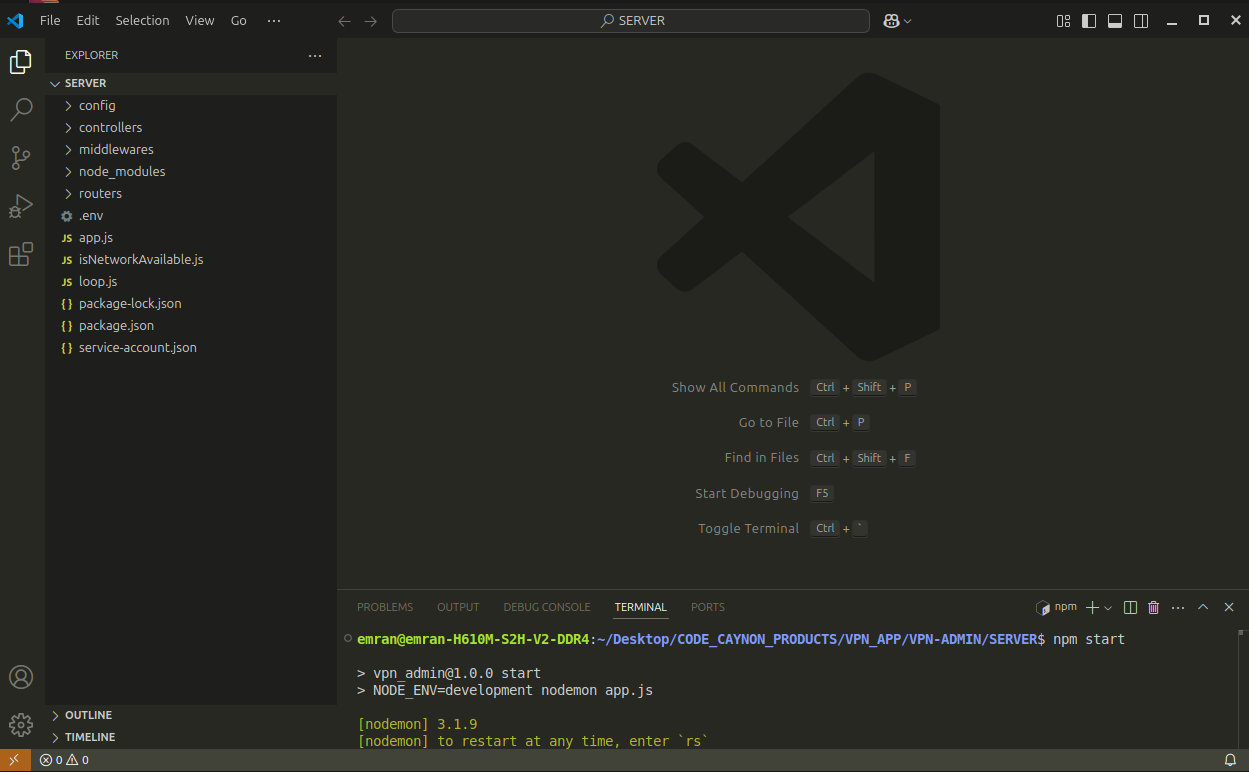 File Edit Selection View Go ···
SERVER
EXPLORER
SERVER
config
controllers
middlewares
node_modules
routers
.env
JS app.js
JS isNetworkAvailable.js
JS loop.js
{} package-lock.json
{} package.json
{} service-account.json
OUTLINE
TIMELINE
Show All Commands Ctrl + Shift + P
Go to File Ctrl + P
Find in Files Ctrl + Shift + F
Start Debugging F5
Toggle Terminal Ctrl + `
PROBLEMS OUTPUT DEBUG CONSOLE TERMINAL PORTS
npm
emran@emran-H610M-S2H-V2-DDR4:~/Desktop/CODE_CAYNON_PRODUCTS/VPN_APP/VPN-ADMIN/SERVER$ npm start
> vpn_admin@1.0.0 start
> NODE_ENV=development nodemon app.js
[nodemon] 3.1.9
[nodemon] to restart at any time, enter `rs`
0 0